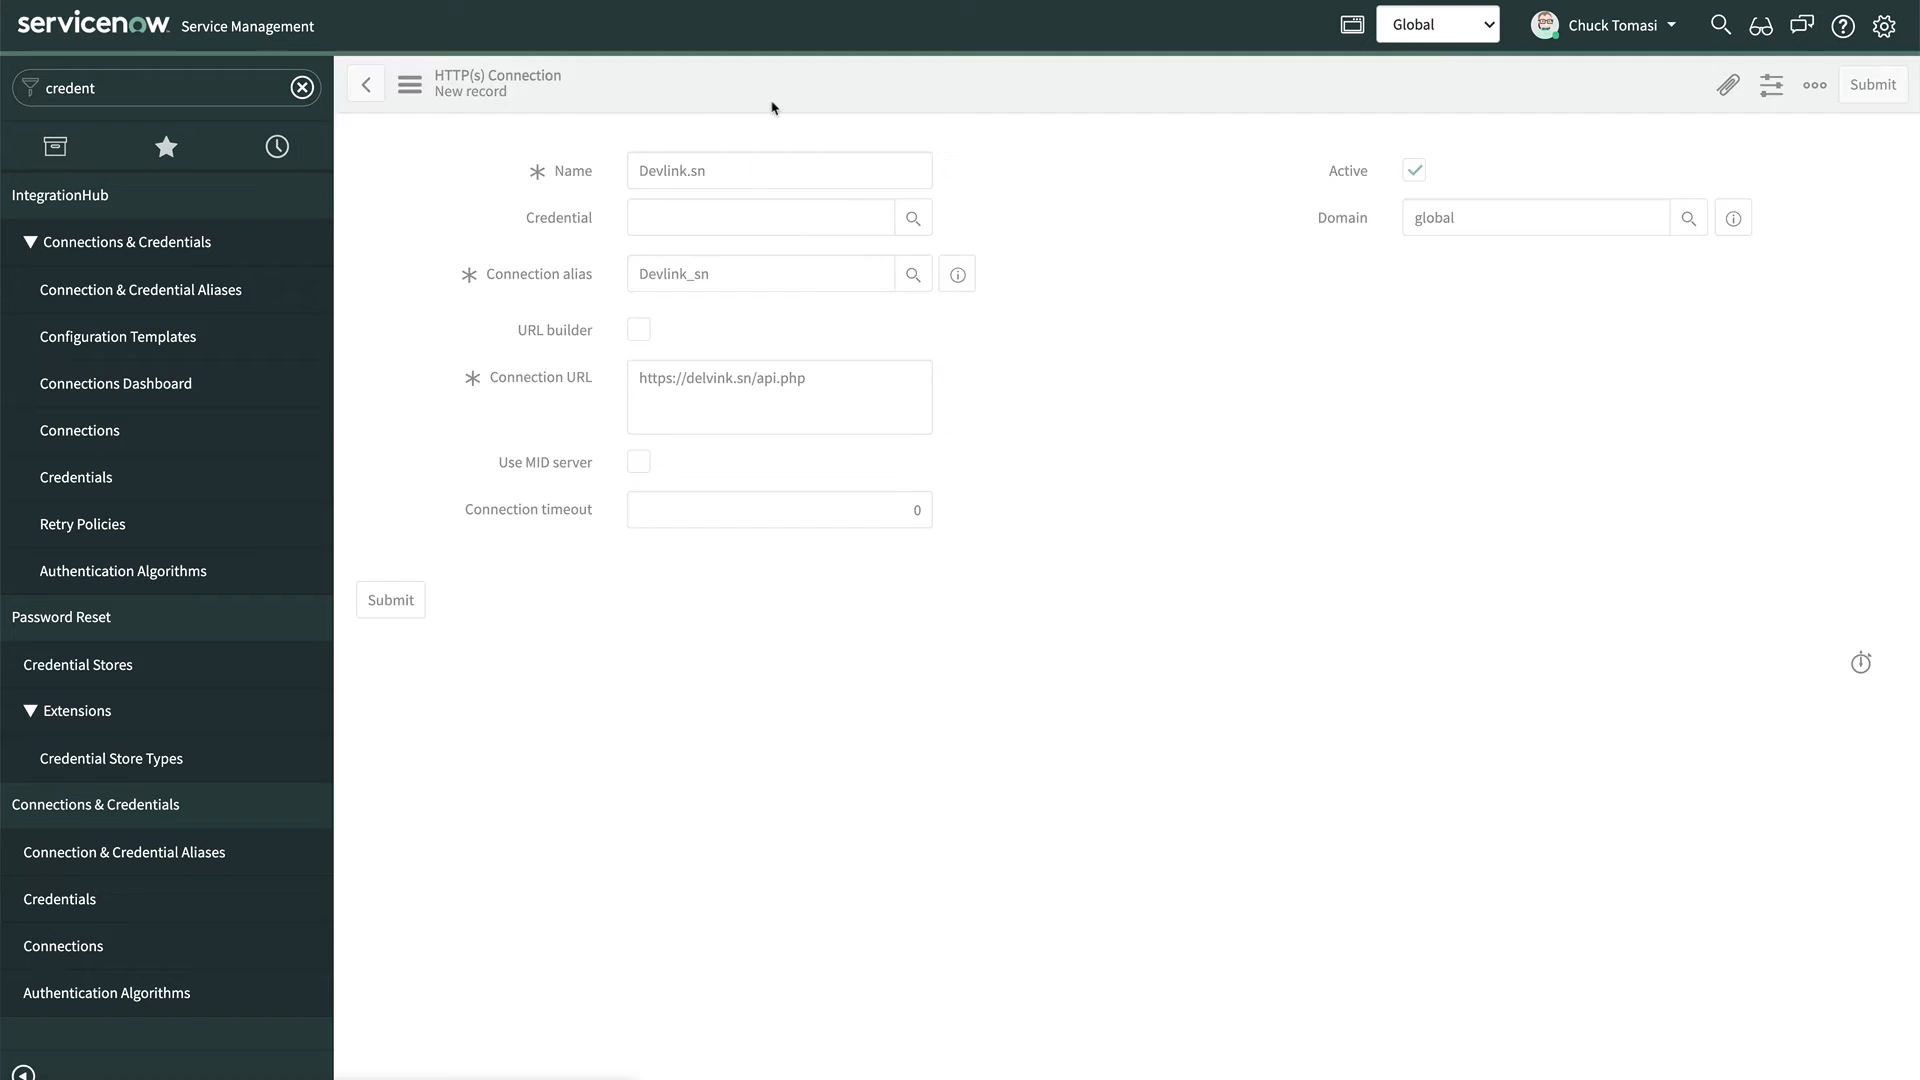 servicenow Service Management
Global
Chuck Tomasi
credent
IntegrationHub
Connections & Credentials
Connection & Credential Aliases
Configuration Templates
Connections Dashboard
Connections
Credentials
Retry Policies
Authentication Algorithms
Password Reset
Credential Stores
Extensions
Credential Store Types
Connections & Credentials
Connection & Credential Aliases
Credentials
Connections
Authentication Algorithms
HTTP(s) Connection
New record
Submit
Name Devlink.sn
Active
Credential
Domain global
Connection alias Devlink_sn
URL builder
Connection URL https://delvink.sn/api.php
Use MID server
Connection timeout 0
Submit